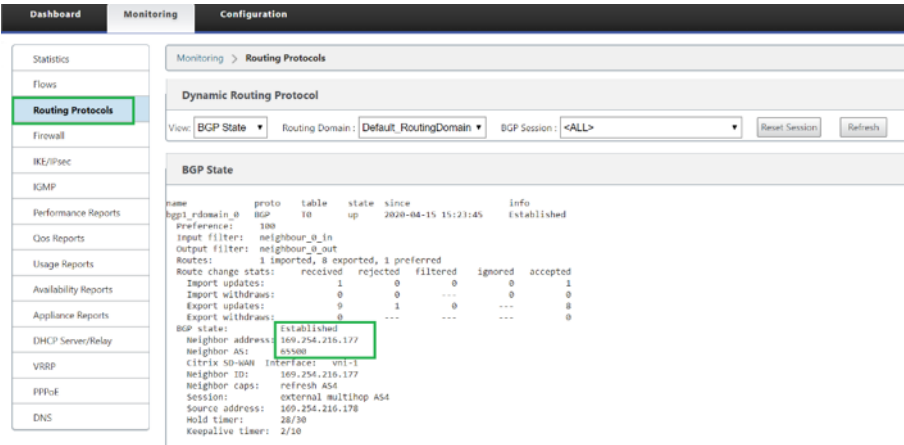 Dashboard Monitoring Configuration
Statistics
Flows
Routing Protocols
Firewall
IKE/IPsec
IGMP
Performance Reports
Qos Reports
Usage Reports
Availability Reports
Appliance Reports
DHCP Server/Relay
VRRP
PPPoE
DNS
Monitoring > Routing Protocols
Dynamic Routing Protocol
View: BGP State Routing Domain : Default_RoutingDomain BGP Session : <ALL> Reset Session Refresh
BGP State
name proto table state since info
bgp1_rdomain_0 BGP T0 up 2020-04-15 15:23:45 Established
Preference: 100
Input filter: neighbour_0_in
Output filter: neighbour_0_out
Routes: 1 imported, 8 exported, 1 preferred
Route change stats: received rejected filtered ignored accepted
Import updates: 1 0 0 0 1
Import withdraws: 0 0 --- 0 0
Export updates: 9 1 0 --- 8
Export withdraws: 0 --- --- --- 0
BGP state: Established
Neighbor address: 169.254.216.177
Neighbor AS: 65500
Citrix SD-WAN Interface: vni-1
Neighbor ID: 169.254.216.177
Neighbor caps: refresh AS4
Session: external multihop AS4
Source address: 169.254.216.178
Hold timer: 28/30
Keepalive timer: 2/10